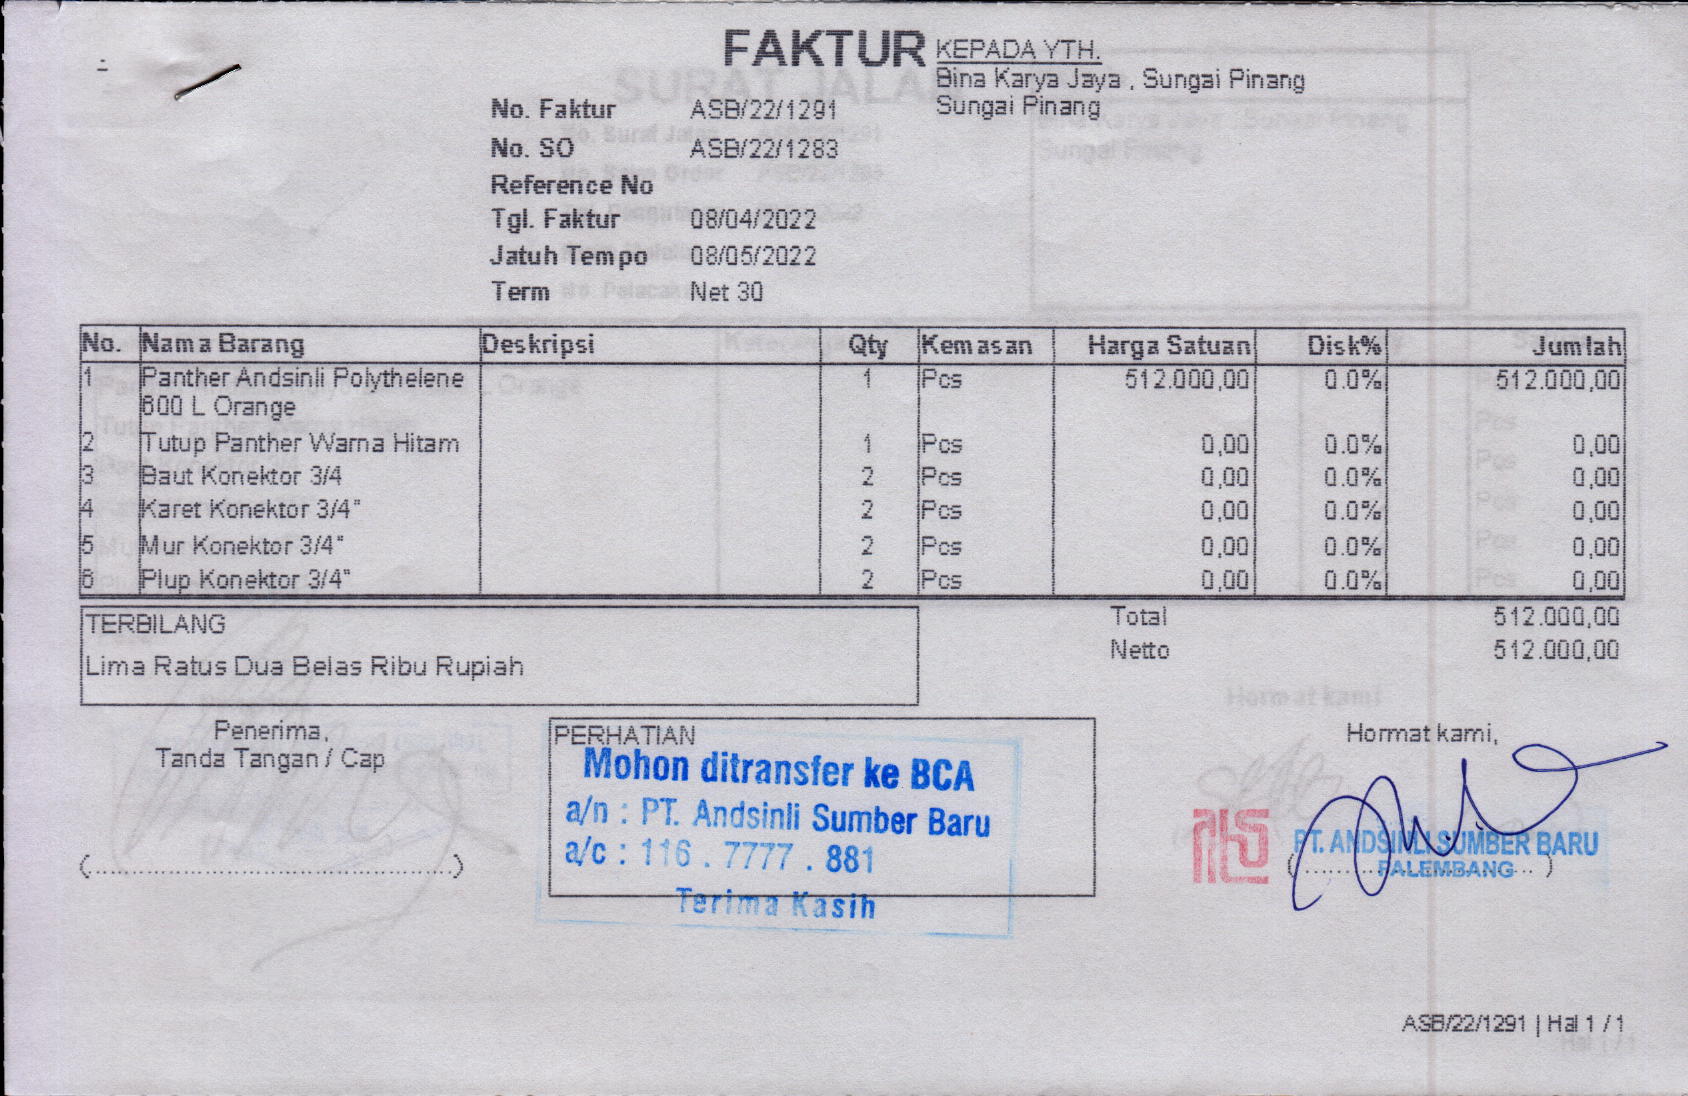 FAKTUR
KEPADA YTH.
Bina Karya Jaya , Sungai Pinang
Sungai Pinang
No. Faktur ASB/22/1291
No. SO ASB/22/1283
Reference No
Tgl. Faktur 08/04/2022
Jatuh Tempo 08/05/2022
Term Net 30
No. Nama Barang Deskripsi Qty Kemasan Harga Satuan Disk% Jumlah
1 Panther Andsinli Polythelene 1 Pcs 512.000,00 0.0% 512.000,00
600 L Orange
2 Tutup Panther Warna Hitam 1 Pcs 0,00 0.0% 0,00
3 Baut Konektor 3/4 2 Pcs 0,00 0.0% 0,00
4 Karet Konektor 3/4" 2 Pcs 0,00 0.0% 0,00
5 Mur Konektor 3/4" 2 Pcs 0,00 0.0% 0,00
6 Plup Konektor 3/4" 2 Pcs 0,00 0.0% 0,00
TERBILANG
Lima Ratus Dua Belas Ribu Rupiah
Total 512.000,00
Netto 512.000,00
Penerima,
Tanda Tangan / Cap
(..................................................)
PERHATIAN
Mohon ditransfer ke BCA
a/n : PT. Andsinli Sumber Baru
a/c : 116 . 7777 . 881
Terima Kasih
Hormat kami,
PT. ANDSINLI SUMBER BARU
PALEMBANG
ASB/22/1291 | Hal 1 / 1